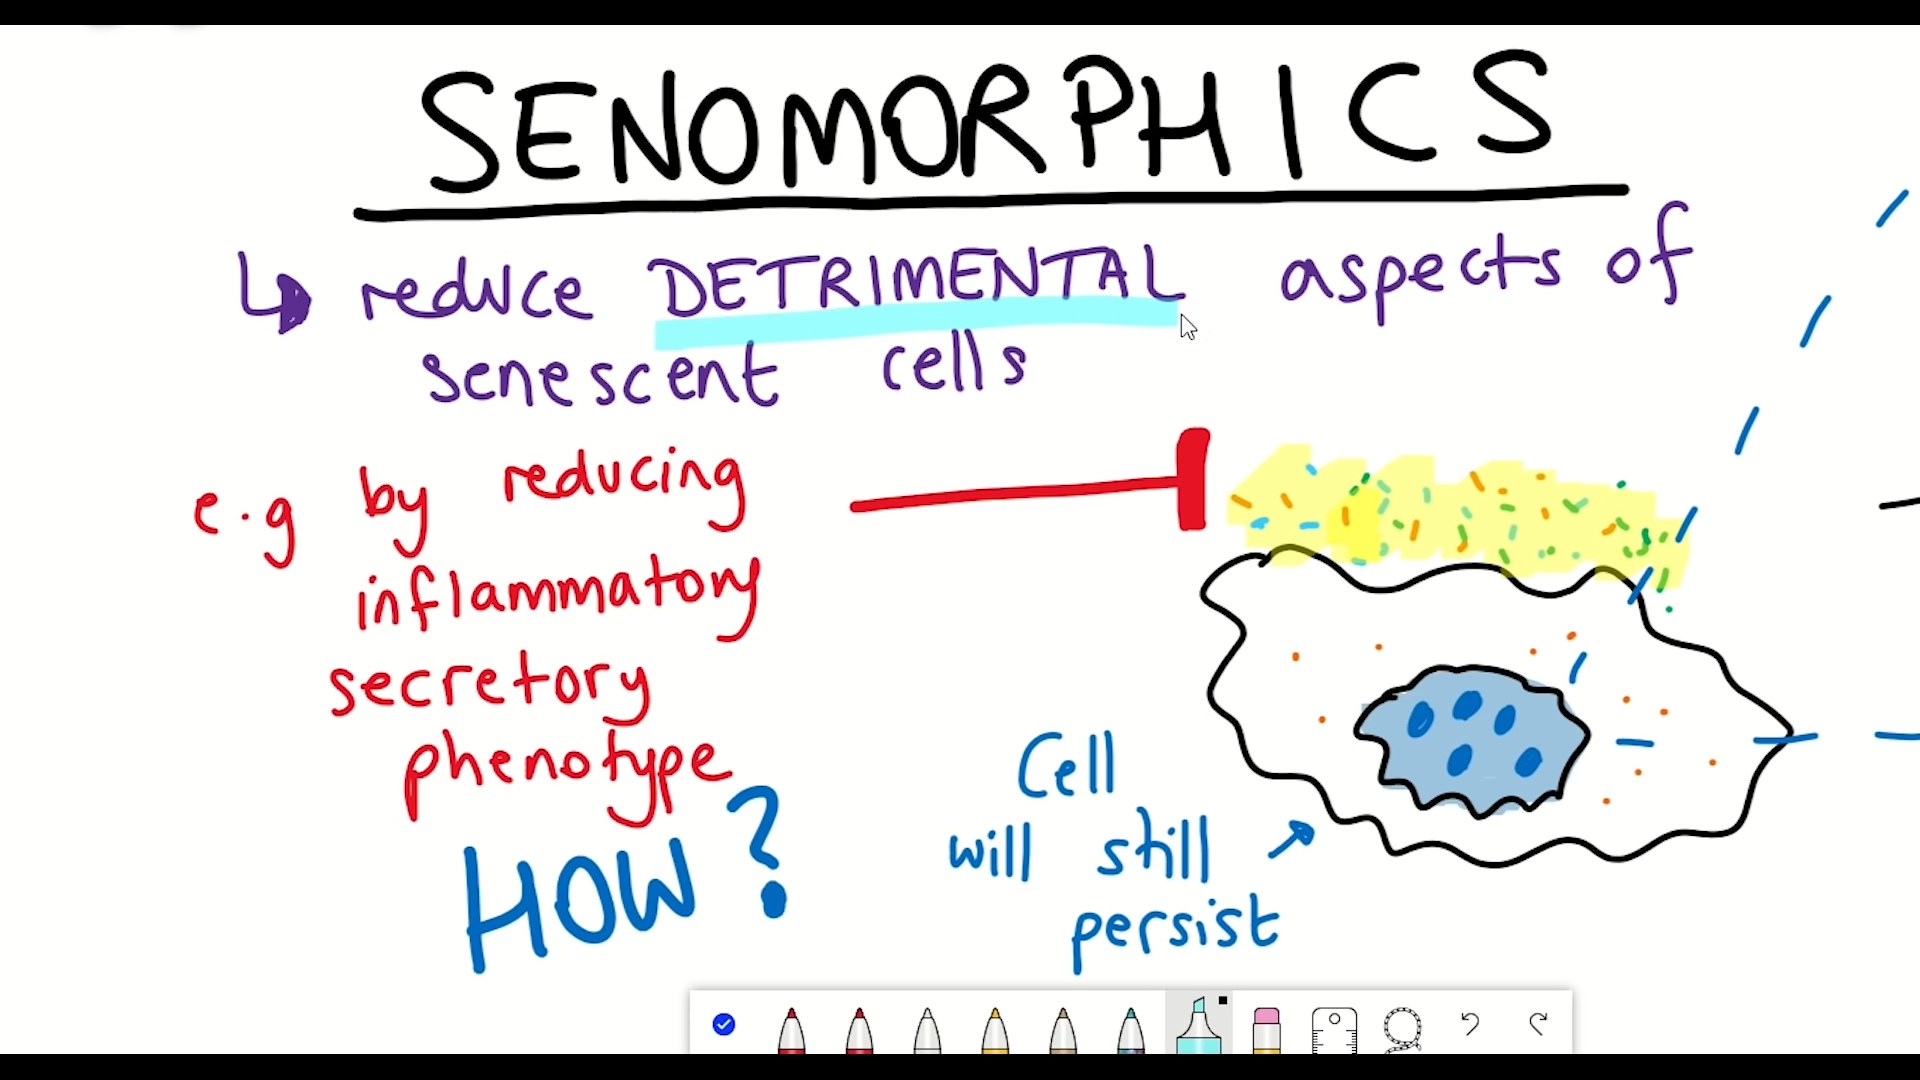 SENOMORPHICS
reduce DETRIMENTAL aspects of
senescent cells
e.g by reducing
inflammatory
secretory
phenotype
HOW?
Cell
will still
persist